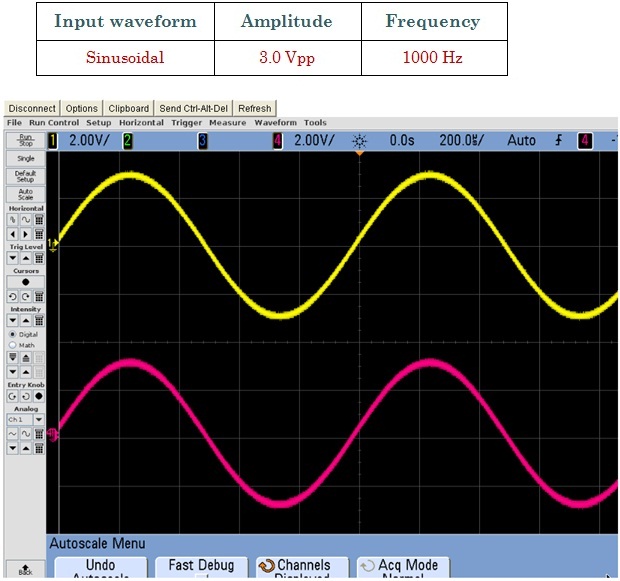 Input waveform Amplitude Frequency
Sinusoidal 3.0 Vpp 1000 Hz
Disconnect Options Clipboard Send Ctrl-Alt-Del Refresh
File Run Control Setup Horizontal Trigger Measure Waveform Tools
Run
Stop
1 2.00V/ 2 3 4 2.00V/ 0.0s 200.0㎲/ Auto 4
Single
Default
Setup
Auto
Scale
Horizontal
Trig Level
Cursors
Intensity
Digital
Math
Entry Knob
Analog
Ch1
1
Back
Autoscale Menu
Undo
Autoscale
Fast Debug
Channels
Displayed
Acq Mode
Normal